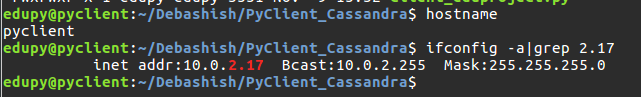 edupy@pyclient:~/Debashish/PyClient_Cassandra$ hostname
pyclient
edupy@pyclient:~/Debashish/PyClient_Cassandra$ ifconfig -a|grep 2.17
inet addr:10.0.2.17  Bcast:10.0.2.255  Mask:255.255.255.0
edupy@pyclient:~/Debashish/PyClient_Cassandra$